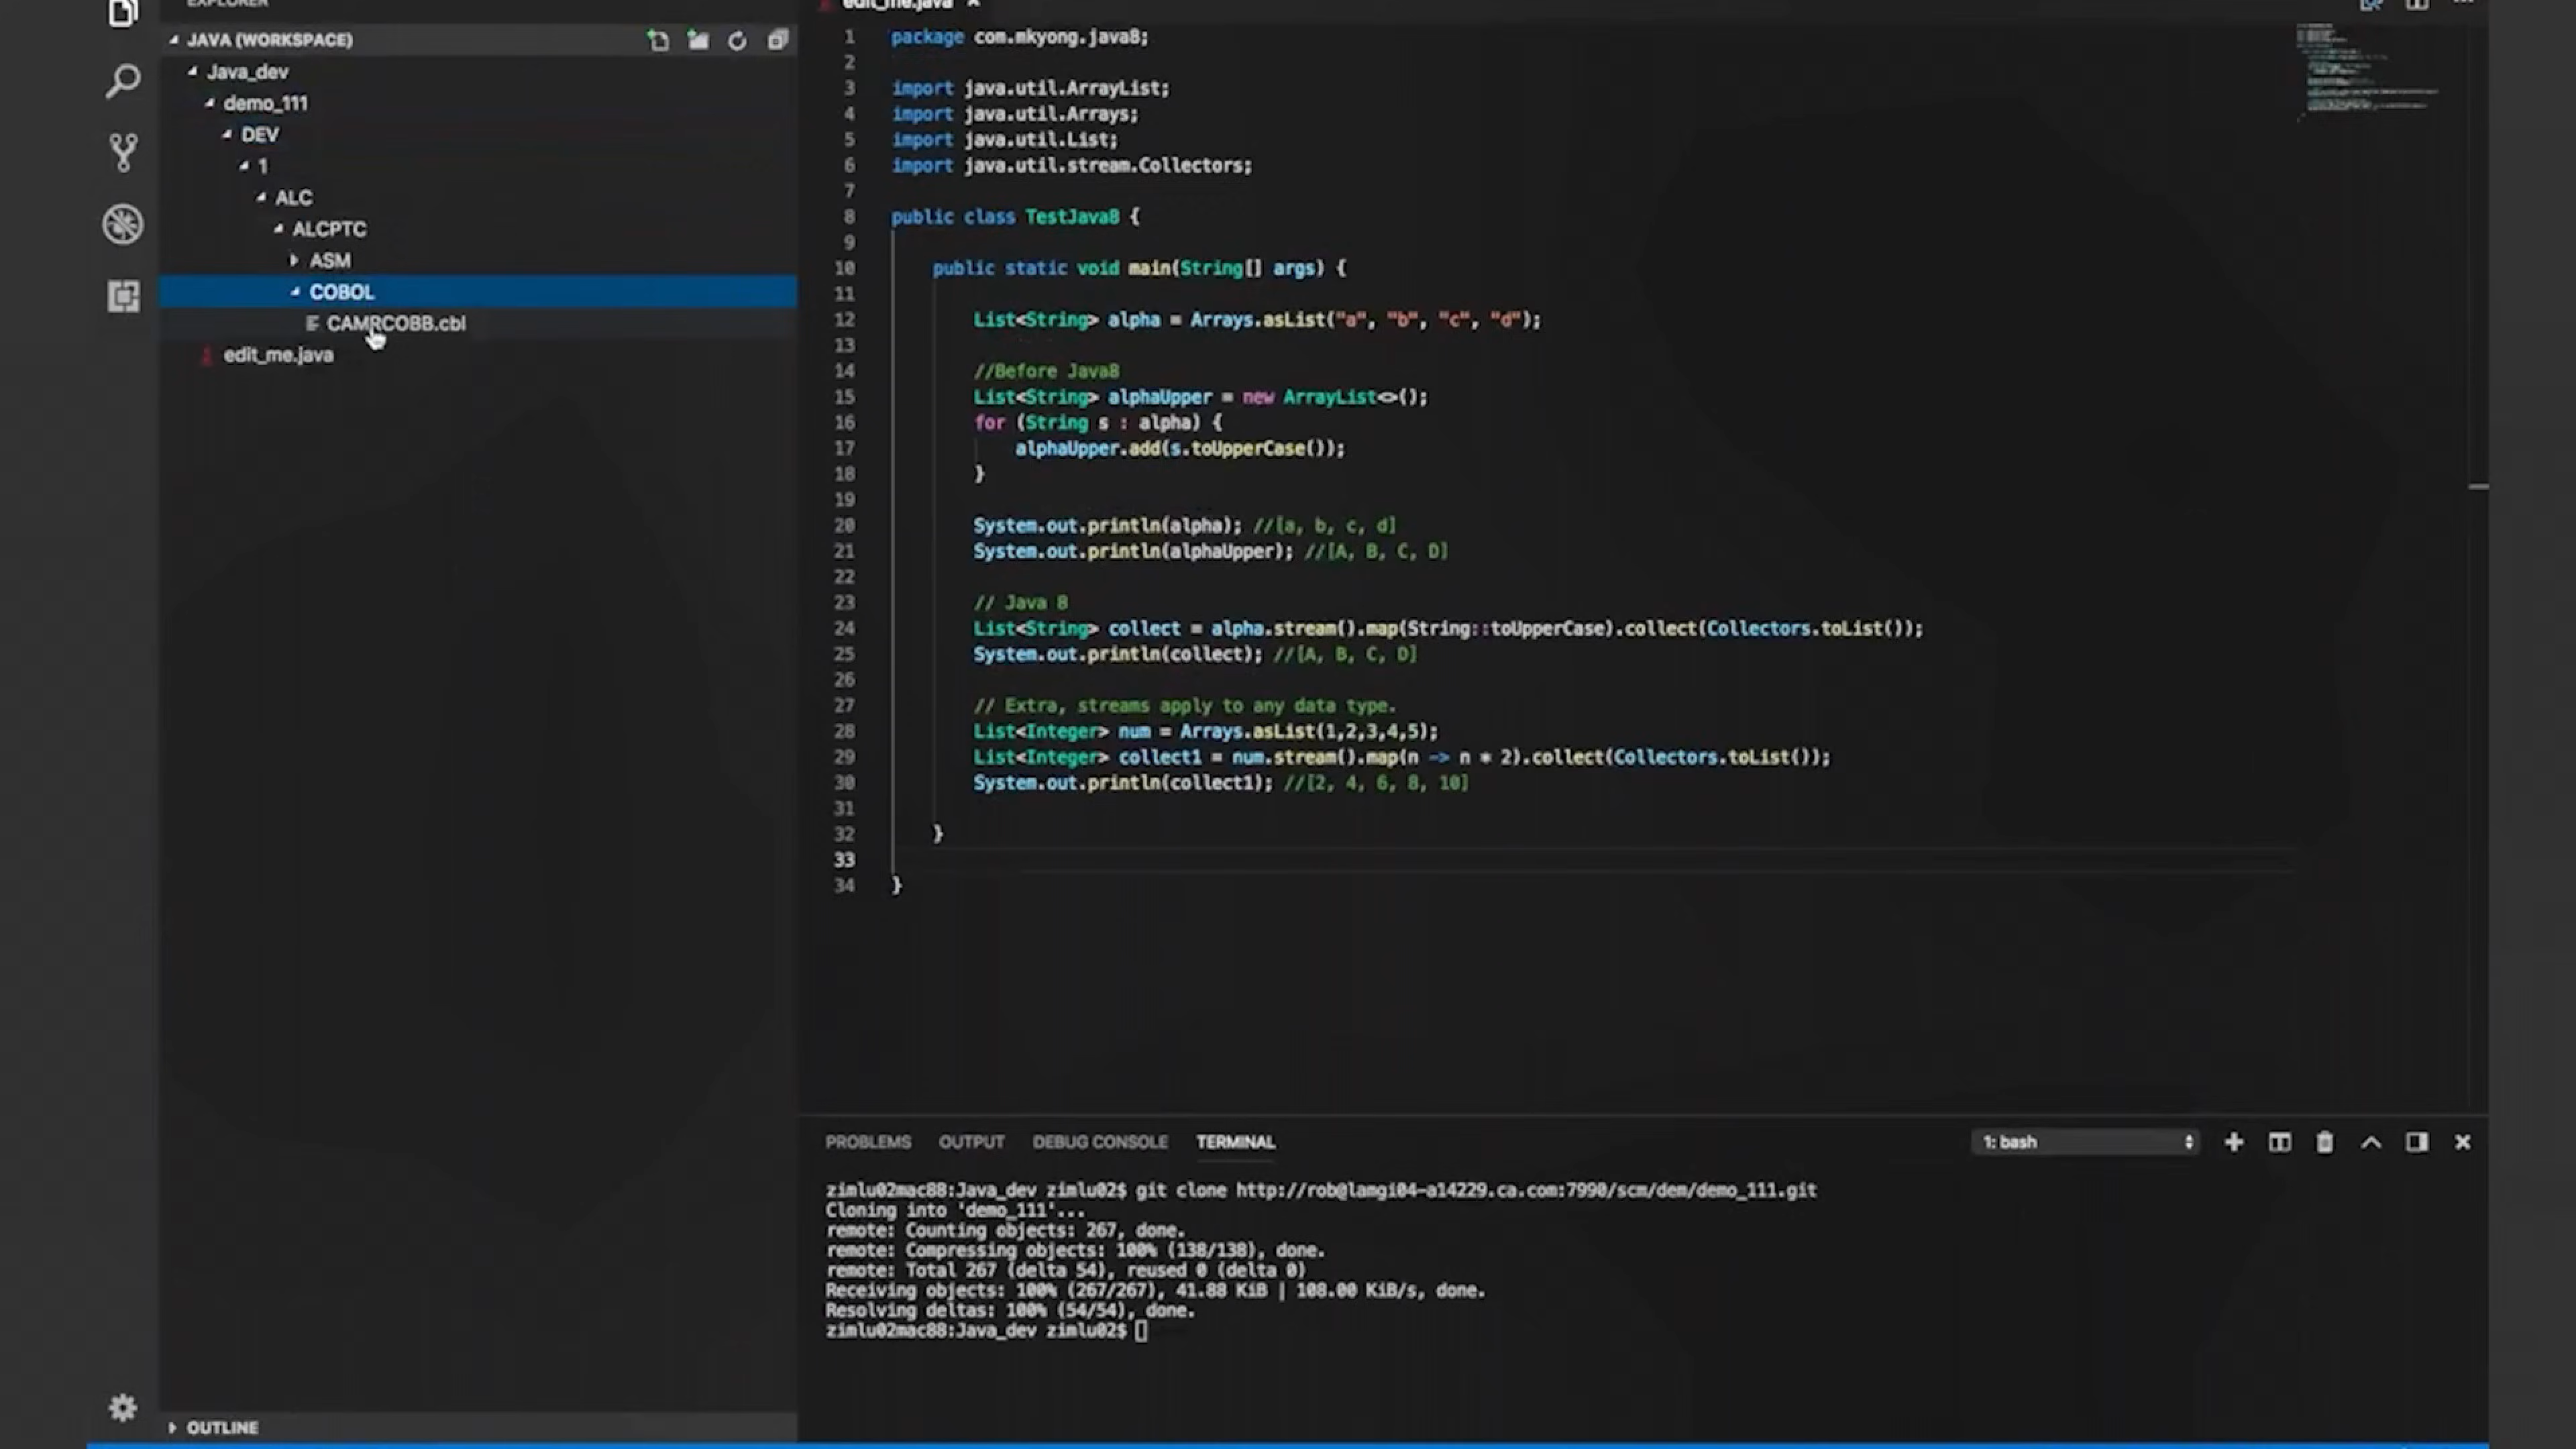 EXPLORER
JAVA (WORKSPACE)
Java_dev
demo_111
DEV
1
ALC
ALCPTC
ASM
COBOL
CAMRCOBB.cbl
edit_me.java
OUTLINE
edit_me.java ×
1 package com.mkyong.java8;
2
3 import java.util.ArrayList;
4 import java.util.Arrays;
5 import java.util.List;
6 import java.util.stream.Collectors;
7
8 public class TestJava8 {
9
10 public static void main(String[] args) {
11
12 List<String> alpha = Arrays.asList("a", "b", "c", "d");
13
14 //Before Java8
15 List<String> alphaUpper = new ArrayList<>();
16 for (String s : alpha) {
17 alphaUpper.add(s.toUpperCase());
18 }
19
20 System.out.println(alpha); //[a, b, c, d]
21 System.out.println(alphaUpper); //[A, B, C, D]
22
23 // Java 8
24 List<String> collect = alpha.stream().map(String::toUpperCase).collect(Collectors.toList());
25 System.out.println(collect); //[A, B, C, D]
26
27 // Extra, streams apply to any data type.
28 List<Integer> num = Arrays.asList(1,2,3,4,5);
29 List<Integer> collect1 = num.stream().map(n -> n * 2).collect(Collectors.toList());
30 System.out.println(collect1); //[2, 4, 6, 8, 10]
31
32 }
33
34 }
PROBLEMS OUTPUT DEBUG CONSOLE TERMINAL 1: bash
zimlu02mac88:Java_dev zimlu02$ git clone http://rob@lamgi04-a14229.ca.com:7990/scm/dem/demo_111.git
Cloning into 'demo_111'...
remote: Counting objects: 267, done.
remote: Compressing objects: 100% (138/138), done.
remote: Total 267 (delta 54), reused 0 (delta 0)
Receiving objects: 100% (267/267), 41.88 KiB | 108.00 KiB/s, done.
Resolving deltas: 100% (54/54), done.
zimlu02mac88:Java_dev zimlu02$